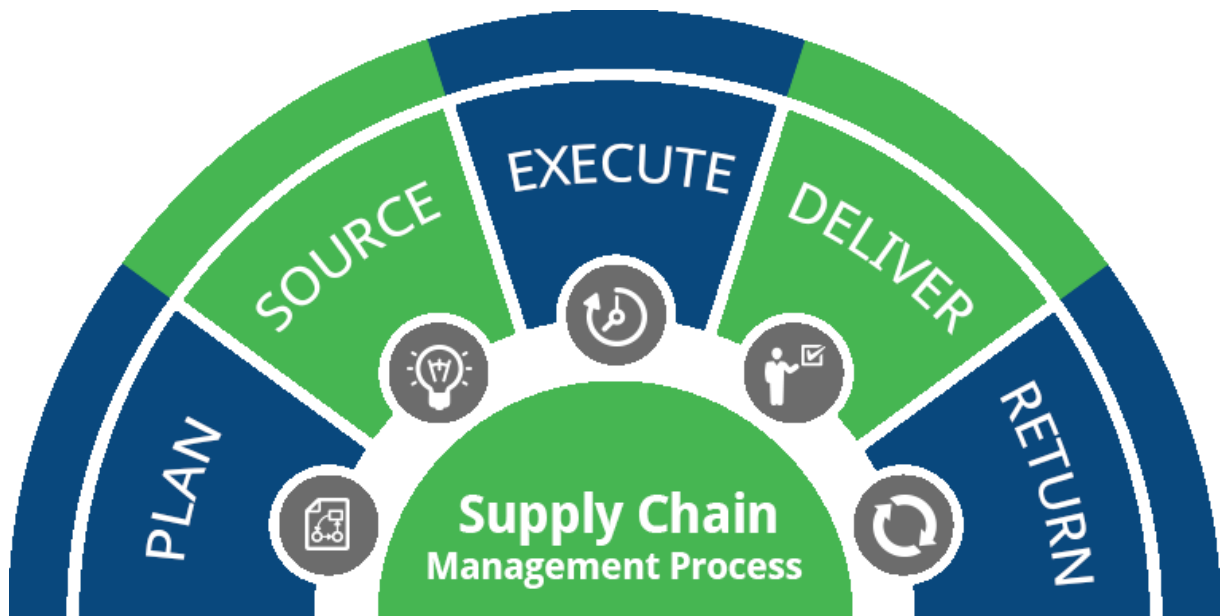 PLAN
SOURCE
EXECUTE
DELIVER
RETURN
Supply Chain
Management Process